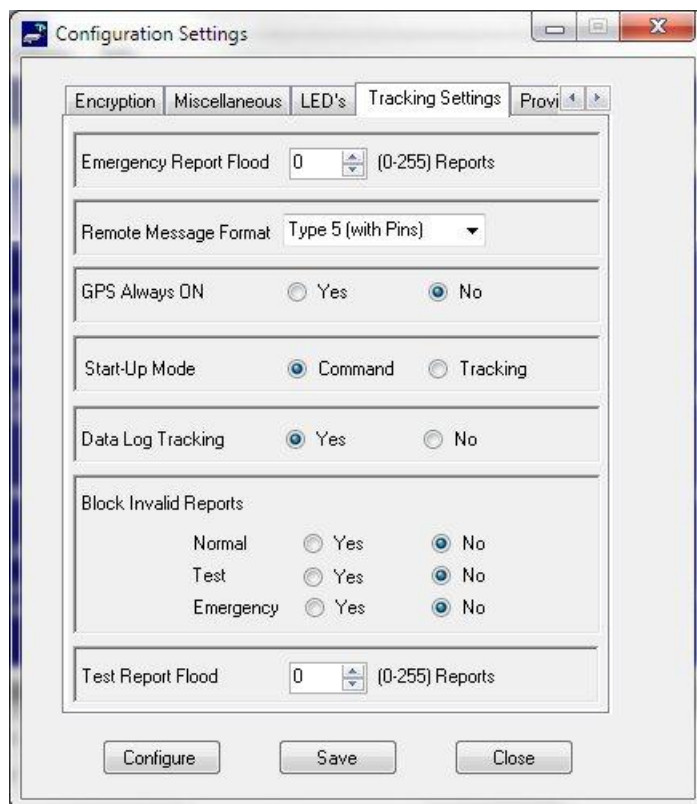 Configuration Settings
Encryption Miscellaneous LED's Tracking Settings Provi
Emergency Report Flood 0 (0-255) Reports
Remote Message Format Type 5 (with Pins)
GPS Always ON Yes No
Start-Up Mode Command Tracking
Data Log Tracking Yes No
Block Invalid Reports
Normal Yes No
Test Yes No
Emergency Yes No
Test Report Flood 0 (0-255) Reports
Configure Save Close